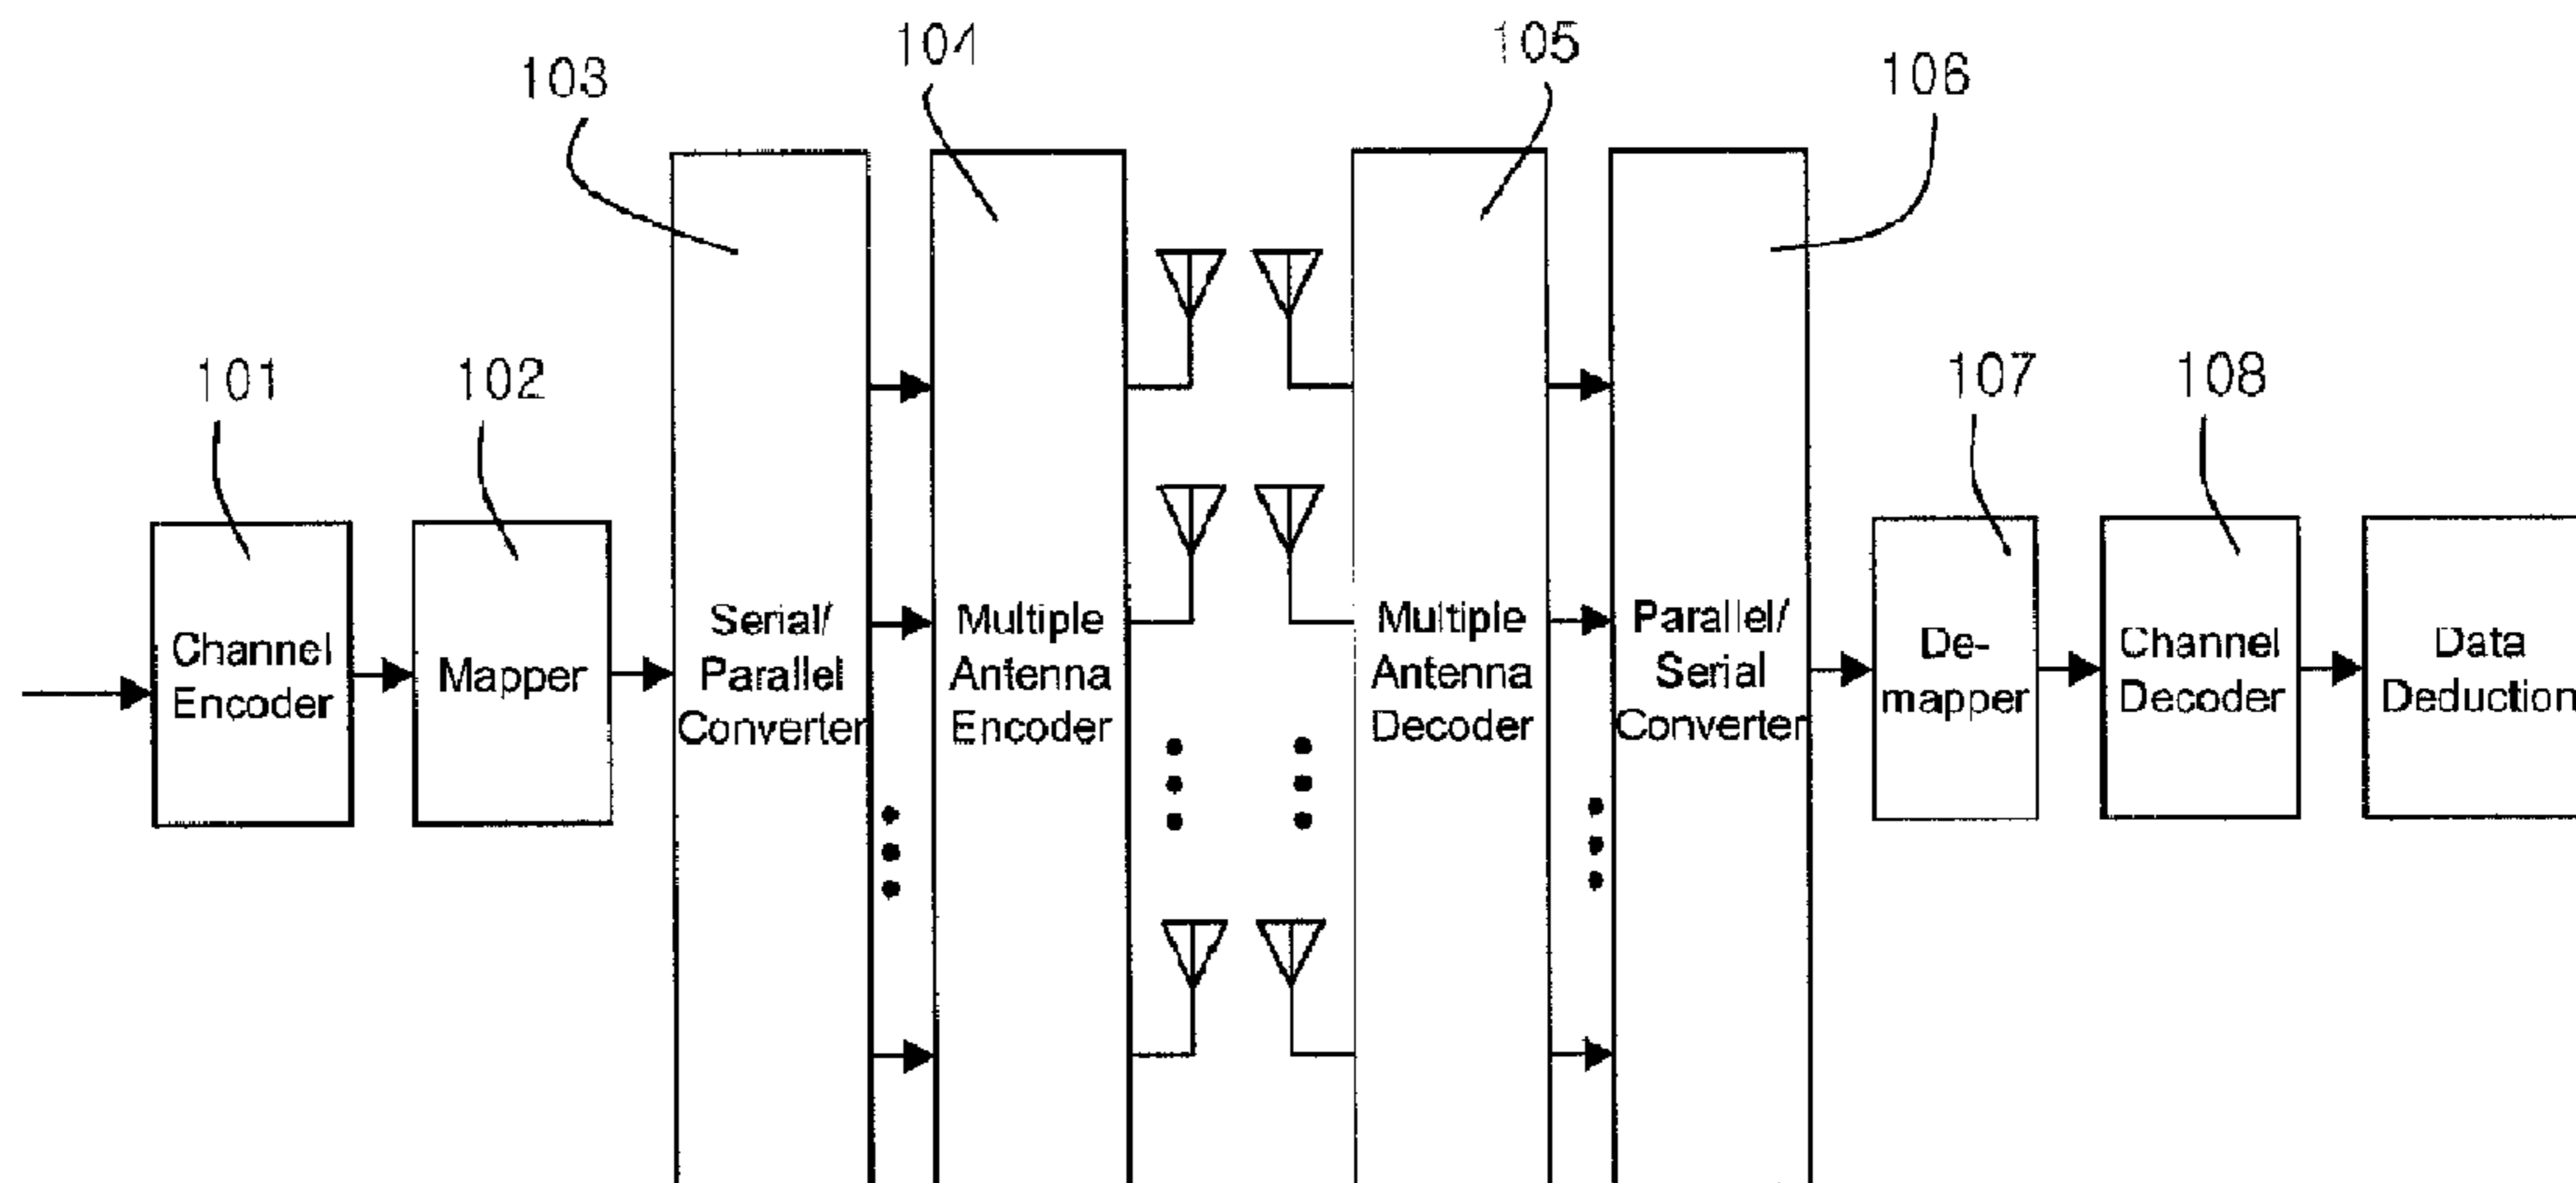 104
105
103
106
101
102
107
108
Channel
Encoder
Mapper
Serial/
Parallel
Converter
Multiple
Antenna
Encoder
Multiple
Antenna
Decoder
Parallel/
Serial
Converter
De-
mapper
Channel
Decoder
Data
Deduction